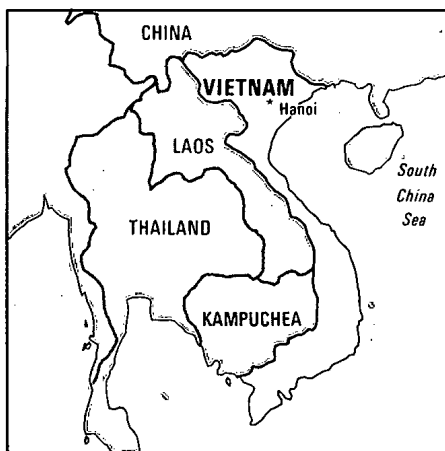 CHINA
VIETNAM
Hanoi
LAOS
South
China
Sea
THAILAND
KAMPUCHEA